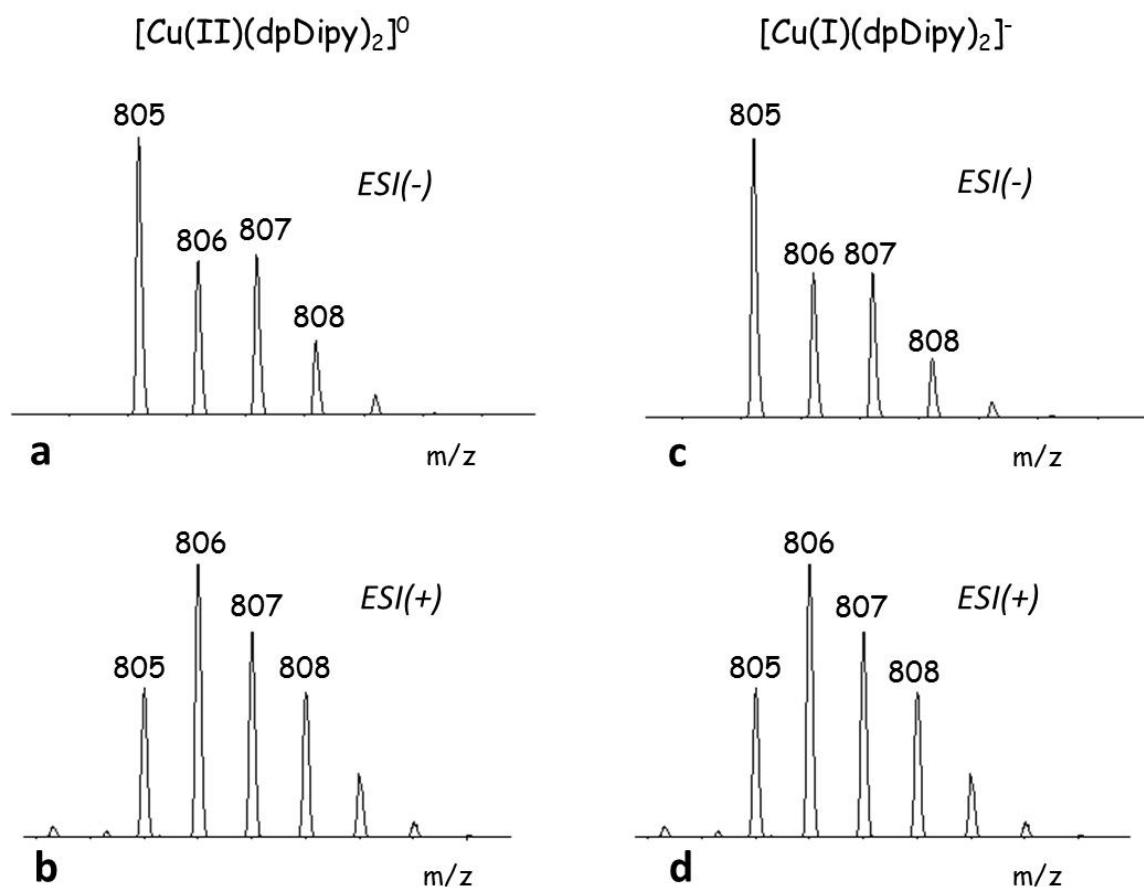 [Cu(II)(dpDipy)₂]⁰
[Cu(I)(dpDipy)₂]⁻
805
806
807
808
ESI(-)
a
m/z
805
806
807
808
ESI(-)
c
m/z
805
806
807
808
ESI(+)
b
m/z
805
806
807
808
ESI(+)
d
m/z